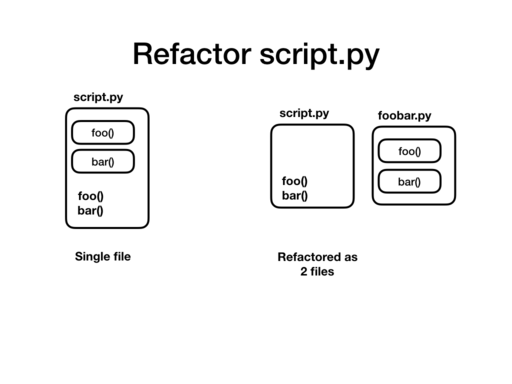 Refactor script.py
script.py
foo()
bar()
foo()
bar()
Single file
script.py
foo()
bar()
Refactored as
2 files
foobar.py
foo()
bar()